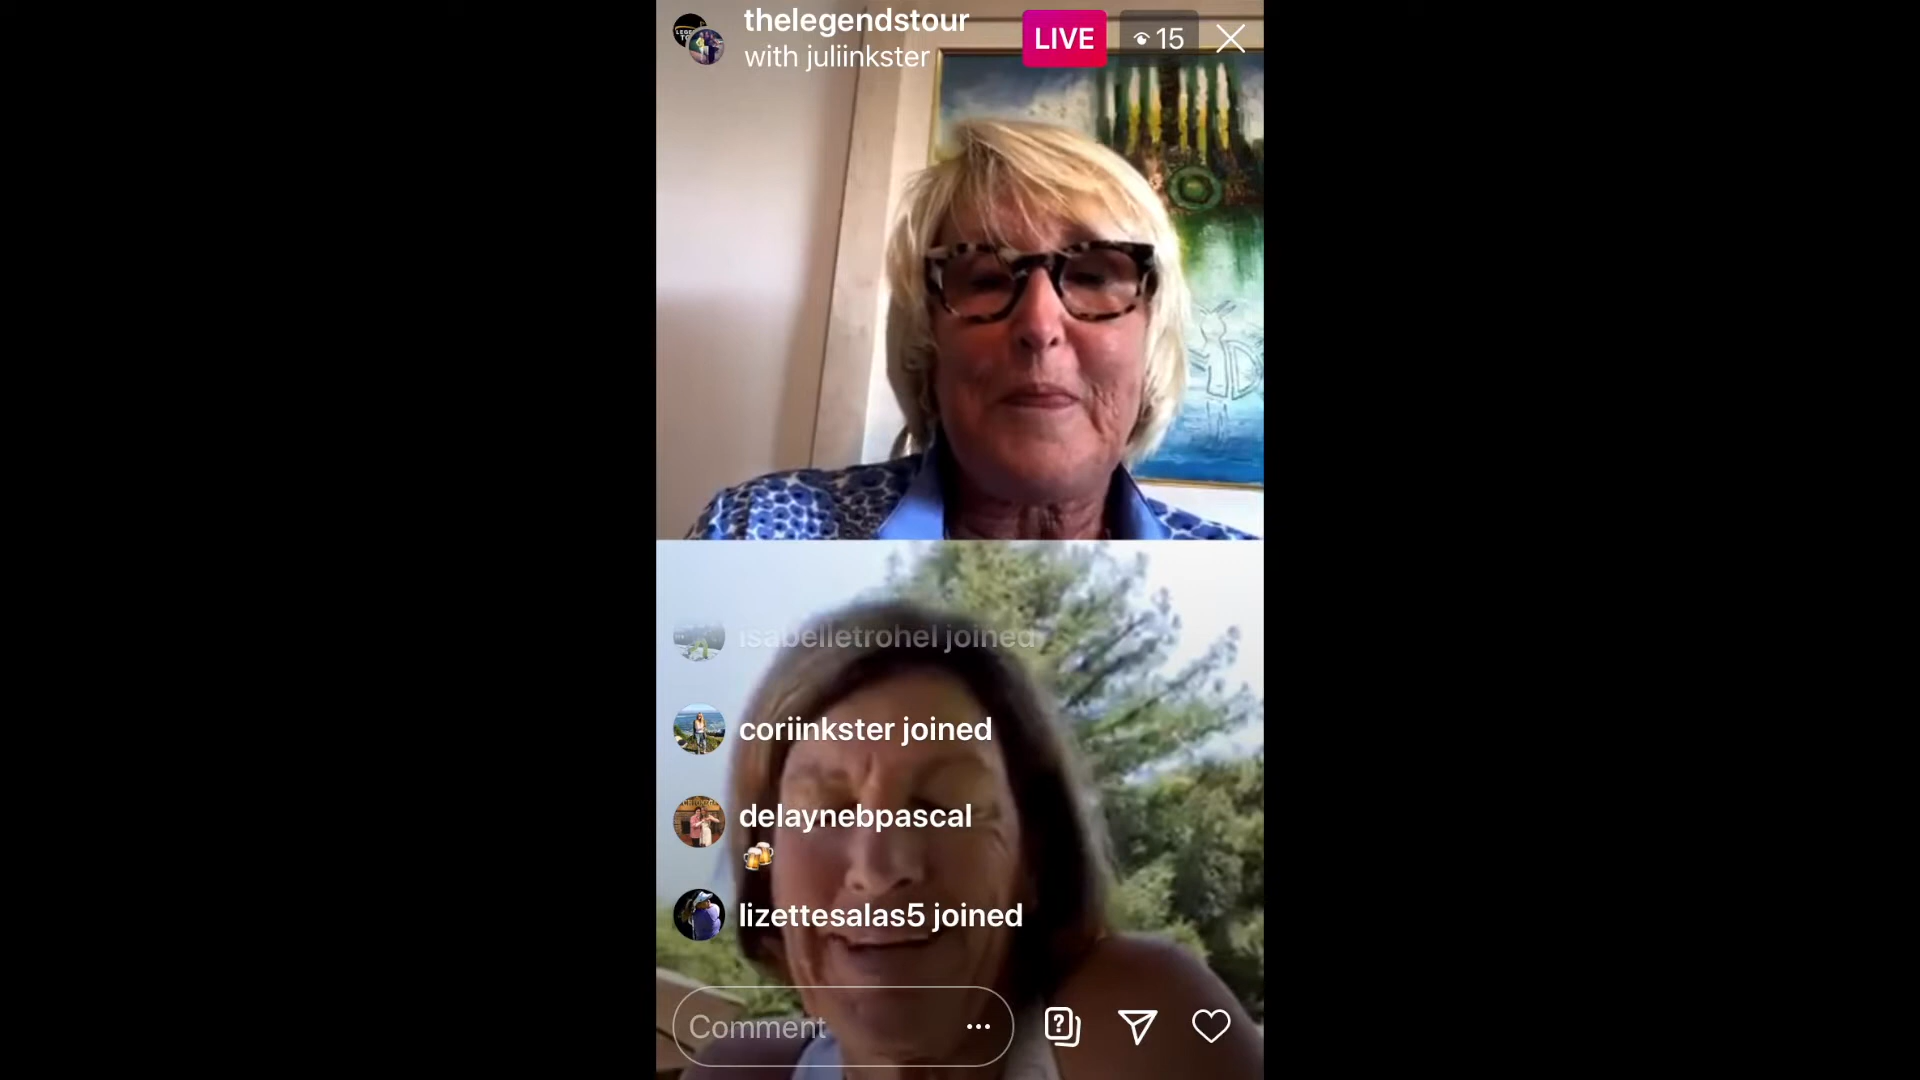 thelegendstour
with juliinkster
LIVE
15
isabelletrohel joined
coriinkster joined
delaynebpascal
🍻
lizettesalas5 joined
Comment